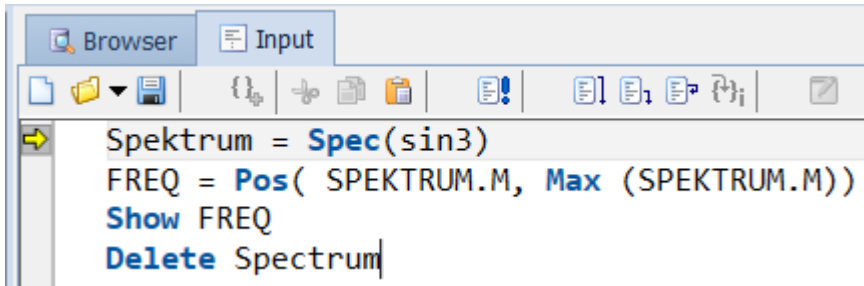 Browser Input
Spektrum = Spec(sin3)
FREQ = Pos( SPEKTRUM.M, Max (SPEKTRUM.M))
Show FREQ
Delete Spectrum